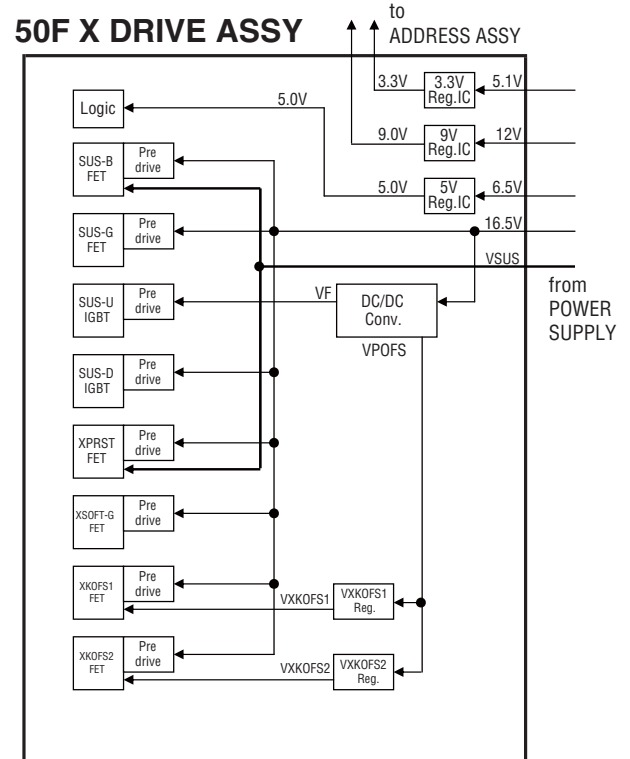 50F X DRIVE ASSY
to
ADDRESS ASSY
3.3V
3.3V
Reg.IC
5.1V
Logic
5.0V
9.0V
9V
Reg.IC
12V
SUS-B
FET
Pre
drive
5.0V
5V
Reg.IC
6.5V
16.5V
SUS-G
FET
Pre
drive
VSUS
from
POWER
SUPPLY
SUS-U
IGBT
Pre
drive
VF
DC/DC
Conv.
VPOFS
SUS-D
IGBT
Pre
drive
XPRST
FET
Pre
drive
XSOFT-G
FET
Pre
drive
XKOFS1
FET
Pre
drive
VXKOFS1
VXKOFS1
Reg.
XKOFS2
FET
Pre
drive
VXKOFS2
VXKOFS2
Reg.